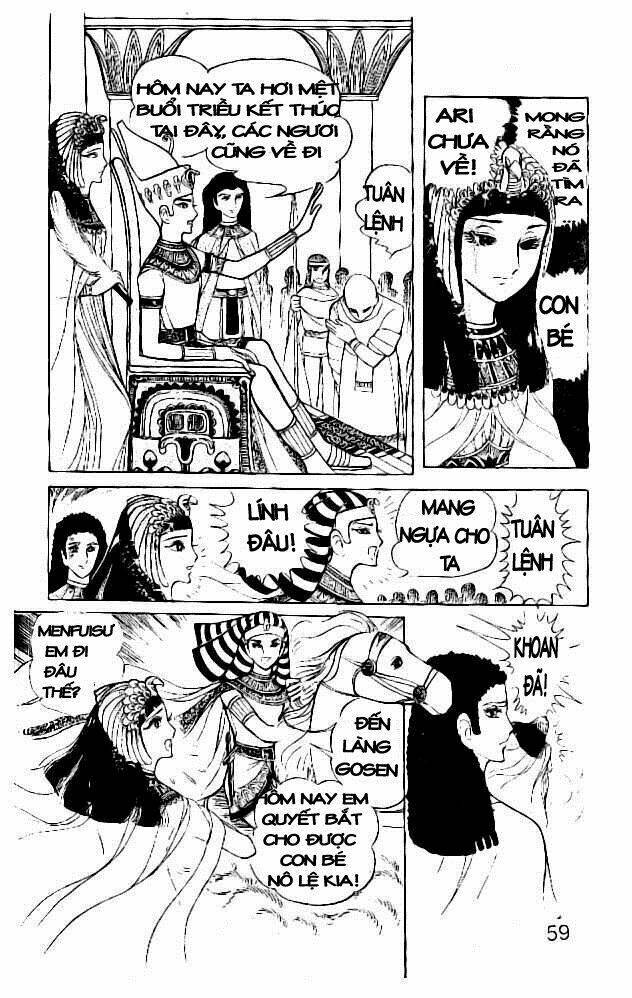 HÔM NAY TA HƠI MỆT
BUỔI TRIỀU KẾT THÚC
TẠI ĐÂY, CÁC NGƯƠI
CŨNG VỀ ĐI
TUÂN
LỆNH
ARI
CHƯA
VỀ!
MONG
RẰNG
NÓ
ĐÃ
TÌM
RA
...
CON
BÉ
LÍNH
ĐÂU!
MANG
NGỰA CHO
TA
TUÂN
LỆNH
MENFUISƯ
EM ĐI
ĐÂU
THẾ?
ĐẾN
LÀNG
GOSEN
HÔM NAY EM
QUYẾT BẮT
CHO ĐƯỢC
CON BÉ
NÔ LỆ KIA!
KHOAN
ĐÃ!
59